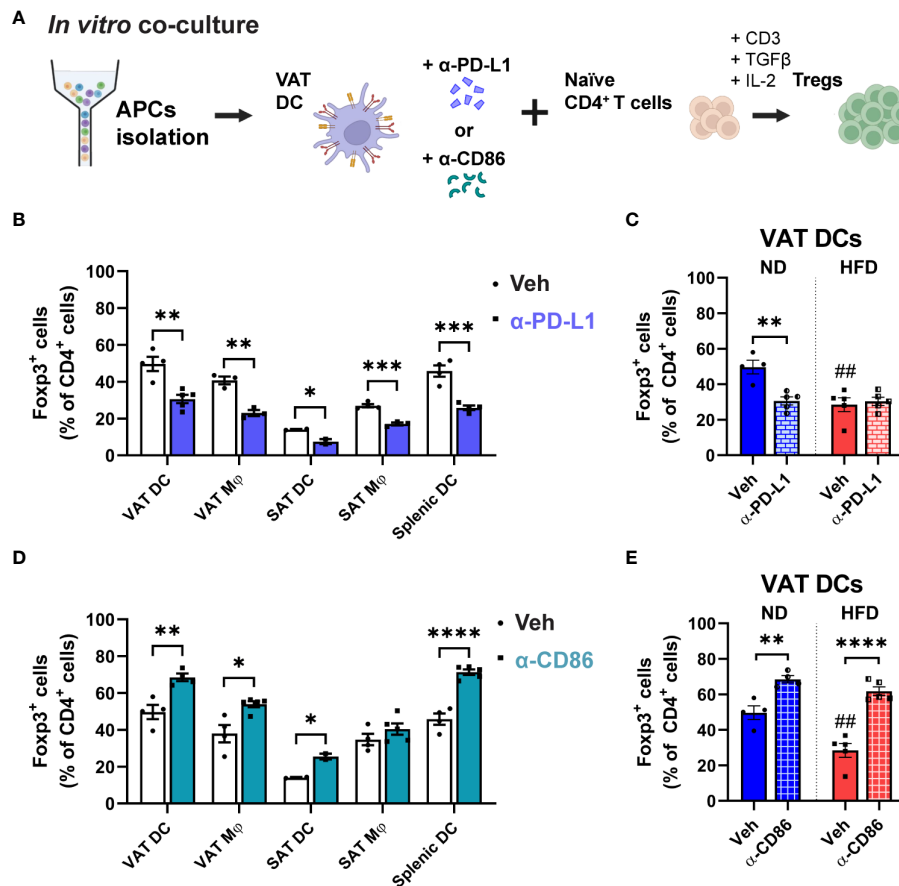 A
In vitro co-culture
APCs
isolation
VAT
DC
+ α-PD-L1
or
+ α-CD86
+
Naïve
CD4⁺ T cells
+ CD3
+ TGFβ
+ IL-2
Tregs
B
Foxp3⁺ cells
(% of CD4⁺ cells)
100
80
60
40
20
0
**
**
*
***
***
Veh
α-PD-L1
VAT DC
VAT Mφ
SAT DC
SAT Mφ
Splenic DC
C
VAT DCs
ND
HFD
Foxp3⁺ cells
(% of CD4⁺ cells)
100
80
60
40
20
0
**
##
Veh
α-PD-L1
Veh
α-PD-L1
D
Foxp3⁺ cells
(% of CD4⁺ cells)
100
80
60
40
20
0
**
*
*
****
Veh
α-CD86
VAT DC
VAT Mφ
SAT DC
SAT Mφ
Splenic DC
E
VAT DCs
ND
HFD
Foxp3⁺ cells
(% of CD4⁺ cells)
100
80
60
40
20
0
**
****
##
Veh
α-CD86
Veh
α-CD86